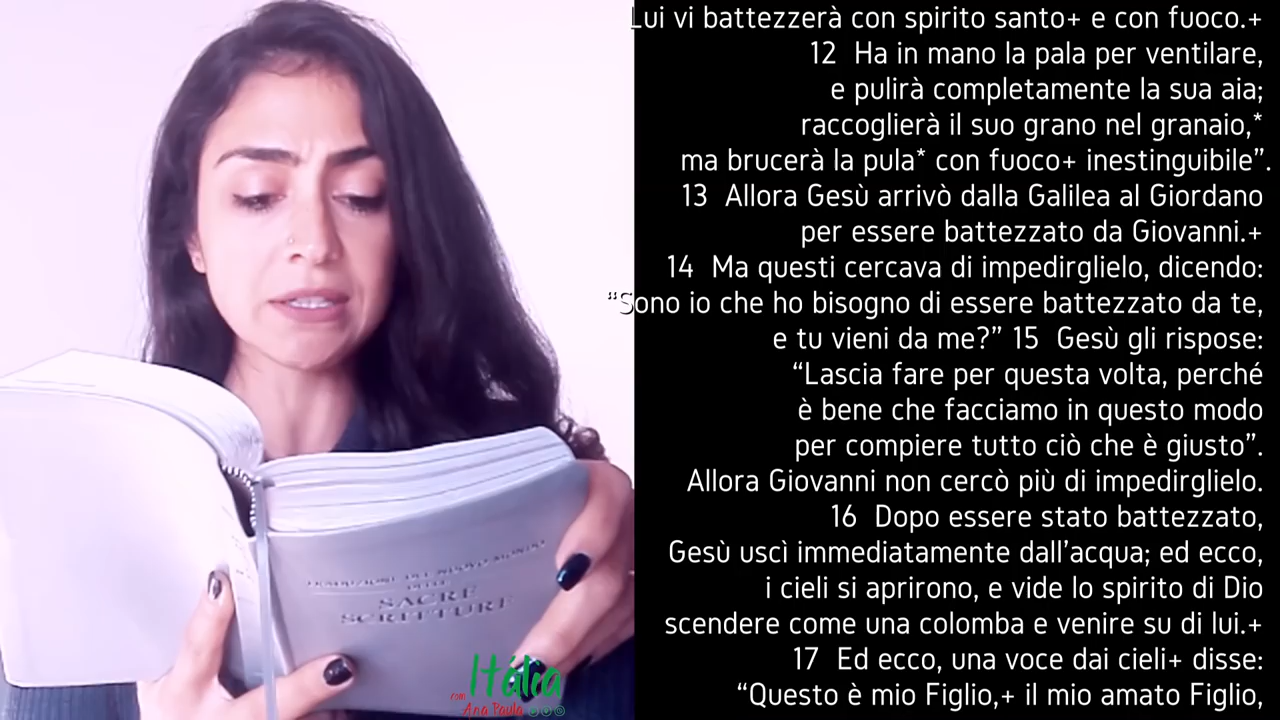 Lui vi battezzerà con spirito santo+ e con fuoco.+
12 Ha in mano la pala per ventilare,
e pulirà completamente la sua aia;
raccoglierà il suo grano nel granaio,*
ma brucerà la pula* con fuoco+ inestinguibile”.
13 Allora Gesù arrivò dalla Galilea al Giordano
per essere battezzato da Giovanni.+
14 Ma questi cercava di impedirglielo, dicendo:
“Sono io che ho bisogno di essere battezzato da te,
e tu vieni da me?” 15 Gesù gli rispose:
“Lascia fare per questa volta, perché
è bene che facciamo in questo modo
per compiere tutto ciò che è giusto”.
Allora Giovanni non cercò più di impedirglielo.
16 Dopo essere stato battezzato,
Gesù uscì immediatamente dall’acqua; ed ecco,
i cieli si aprirono, e vide lo spirito di Dio
scendere come una colomba e venire su di lui.+
17 Ed ecco, una voce dai cieli+ disse:
“Questo è mio Figlio,+ il mio amato Figlio,
TRADUZIONE DEL NUOVO MONDO
DELLE
SACRE
SCRITTURE
Itália
com
Ana Paula